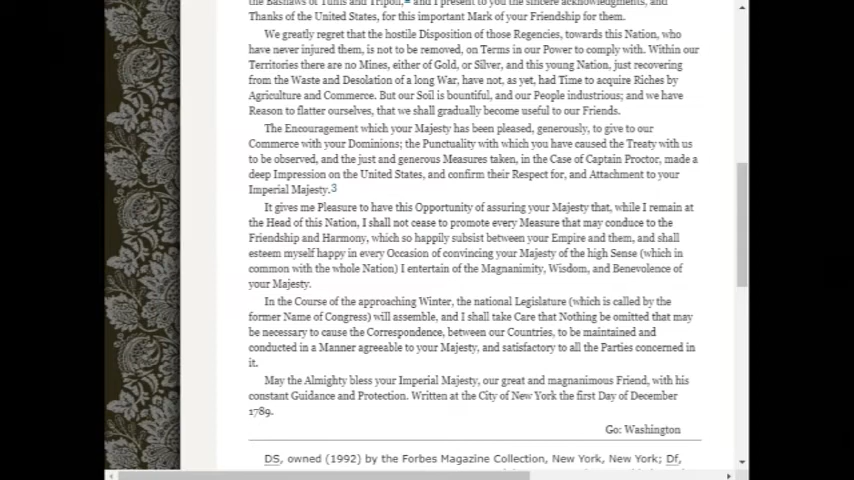 the Bashaws of Tunis and Tripoli, and I present to you the sincere acknowledgments, and
Thanks of the United States, for this important Mark of your Friendship for them.
We greatly regret that the hostile Disposition of those Regencies, towards this Nation, who
have never injured them, is not to be removed, on Terms in our Power to comply with. Within our
Territories there are no Mines, either of Gold, or Silver, and this young Nation, just recovering
from the Waste and Desolation of a long War, have not, as yet, had Time to acquire Riches by
Agriculture and Commerce. But our Soil is bountiful, and our People industrious; and we have
Reason to flatter ourselves, that we shall gradually become useful to our Friends.
The Encouragement which your Majesty has been pleased, generously, to give to our
Commerce with your Dominions; the Punctuality with which you have caused the Treaty with us
to be observed, and the just and generous Measures taken, in the Case of Captain Proctor, made a
deep Impression on the United States, and confirm their Respect for, and Attachment to your
Imperial Majesty.3
It gives me Pleasure to have this Opportunity of assuring your Majesty that, while I remain at
the Head of this Nation, I shall not cease to promote every Measure that may conduce to the
Friendship and Harmony, which so happily subsist between your Empire and them, and shall
esteem myself happy in every Occasion of convincing your Majesty of the high Sense (which in
common with the whole Nation) I entertain of the Magnanimity, Wisdom, and Benevolence of
your Majesty.
In the Course of the approaching Winter, the national Legislature (which is called by the
former Name of Congress) will assemble, and I shall take Care that Nothing be omitted that may
be necessary to cause the Correspondence, between our Countries, to be maintained and
conducted in a Manner agreeable to your Majesty, and satisfactory to all the Parties concerned in
it.
May the Almighty bless your Imperial Majesty, our great and magnanimous Friend, with his
constant Guidance and Protection. Written at the City of New York the first Day of December
1789.
Go: Washington
DS, owned (1992) by the Forbes Magazine Collection, New York, New York; Df,